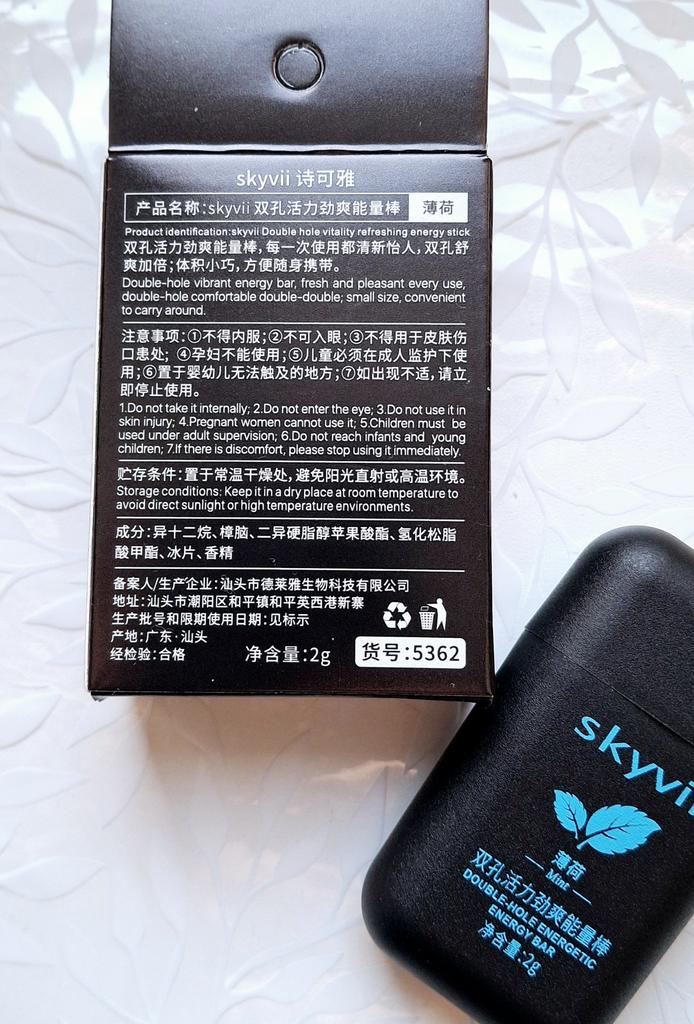 skyvii 诗可雅
产品名称:skyvii 双孔活力劲爽能量棒 薄荷
Product identification:skyvii Double hole vitality refreshing energy stick
双孔活力劲爽能量棒,每一次使用都清新怡人,双孔舒
爽加倍;体积小巧,方便随身携带。
Double-hole vibrant energy bar, fresh and pleasant every use,
double-hole comfortable double-double; small size, convenient
to carry around.
注意事项:①不得内服;②不可入眼;③不得用于皮肤伤
口患处; ④孕妇不能使用;⑤儿童必须在成人监护下使
用;⑥置于婴幼儿无法触及的地方;⑦如出现不适,请立
即停止使用。
1.Do not take it internally; 2.Do not enter the eye; 3.Do not use it in
skin injury; 4.Pregnant women cannot use it; 5.Children must be
used under adult supervision; 6.Do not reach infants and young
children; 7.If there is discomfort, please stop using it immediately.
贮存条件:置于常温干燥处,避免阳光直射或高温环境。
Storage conditions: Keep it in a dry place at room temperature to
avoid direct sunlight or high temperature environments.
成分:异十二烷、樟脑、二异硬脂醇苹果酸酯、氢化松脂
酸甲酯、冰片、香精
备案人/生产企业:汕头市德莱雅生物科技有限公司
地址:汕头市潮阳区和平镇和平英西港新寨
生产批号和限期使用日期:见标示
产地:广东·汕头
经检验:合格
净含量:2g
货号:5362
skyvii
薄荷
Mint
双孔活力劲爽能量棒
DOUBLE-HOLE ENERGETIC
ENERGY BAR
净含量:2g